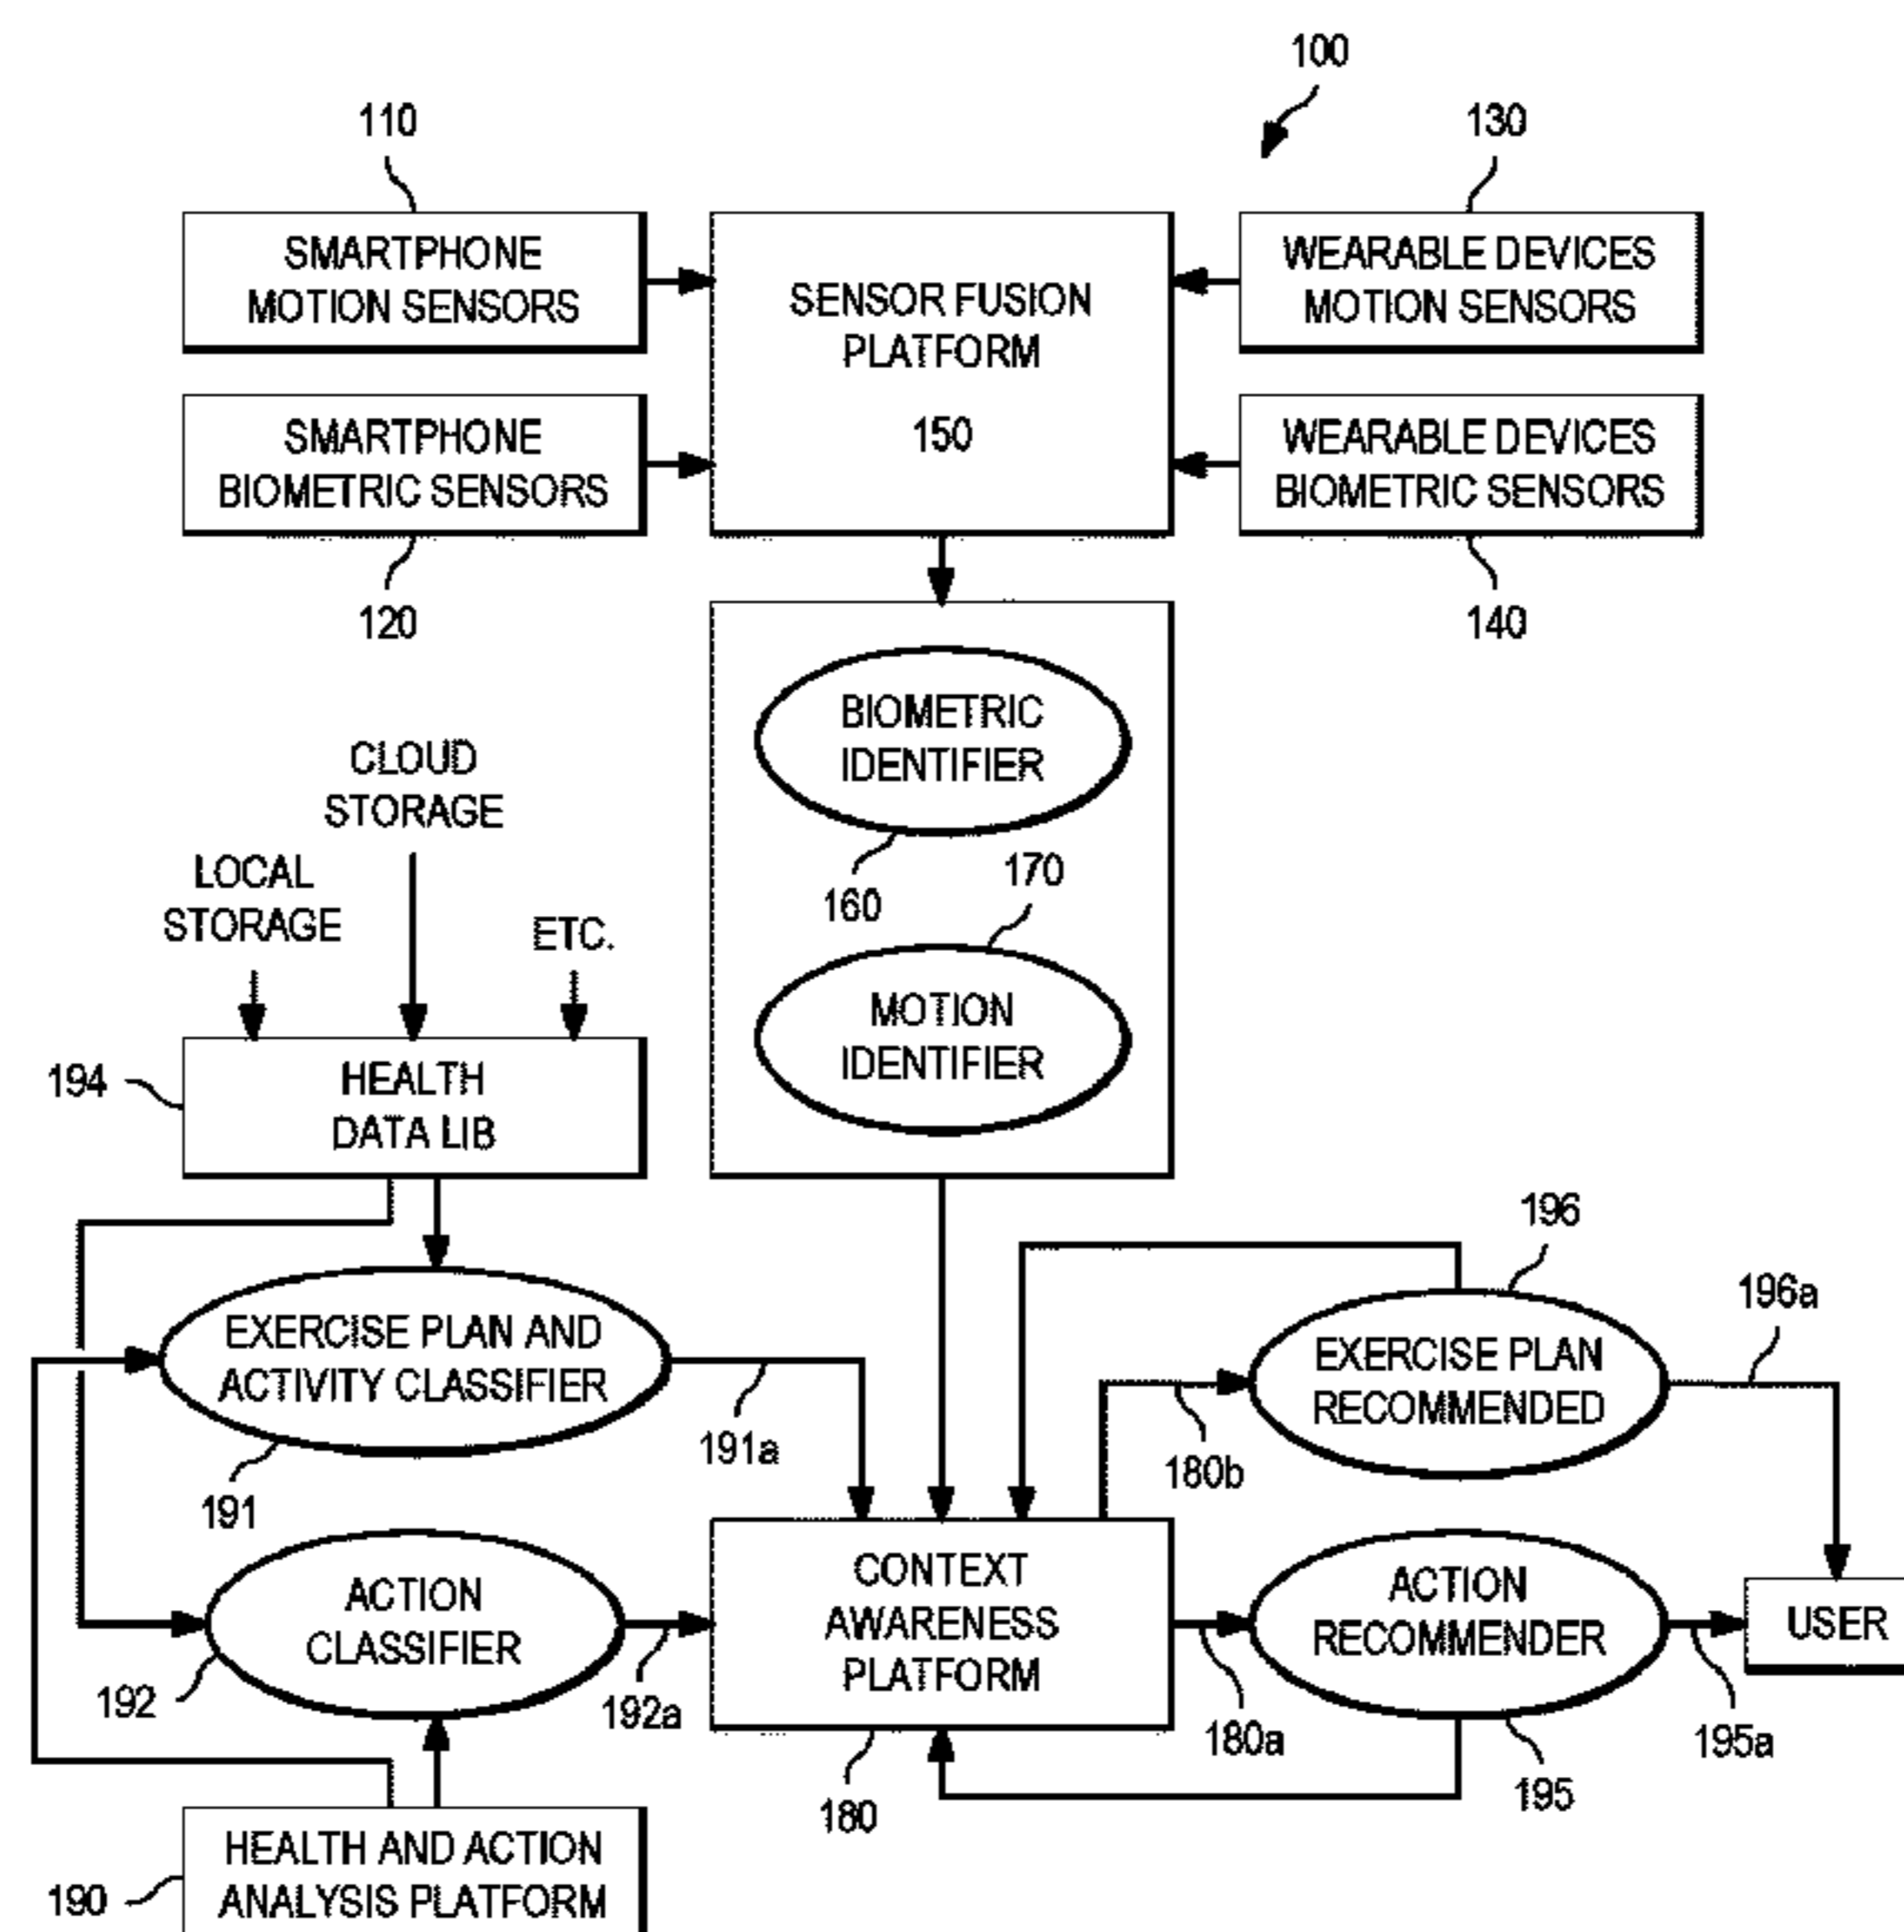 100
110
130
SMARTPHONE
MOTION SENSORS
SENSOR FUSION
PLATFORM
150
WEARABLE DEVICES
MOTION SENSORS
SMARTPHONE
BIOMETRIC SENSORS
WEARABLE DEVICES
BIOMETRIC SENSORS
120
140
BIOMETRIC
IDENTIFIER
160
170
MOTION
IDENTIFIER
CLOUD
STORAGE
LOCAL
STORAGE
ETC.
194
HEALTH
DATA LIB
196
196a
EXERCISE PLAN AND
ACTIVITY CLASSIFIER
191
191a
EXERCISE PLAN
RECOMMENDED
180b
ACTION
CLASSIFIER
192
192a
CONTEXT
AWARENESS
PLATFORM
180
180a
ACTION
RECOMMENDER
195
195a
USER
190
HEALTH AND ACTION
ANALYSIS PLATFORM